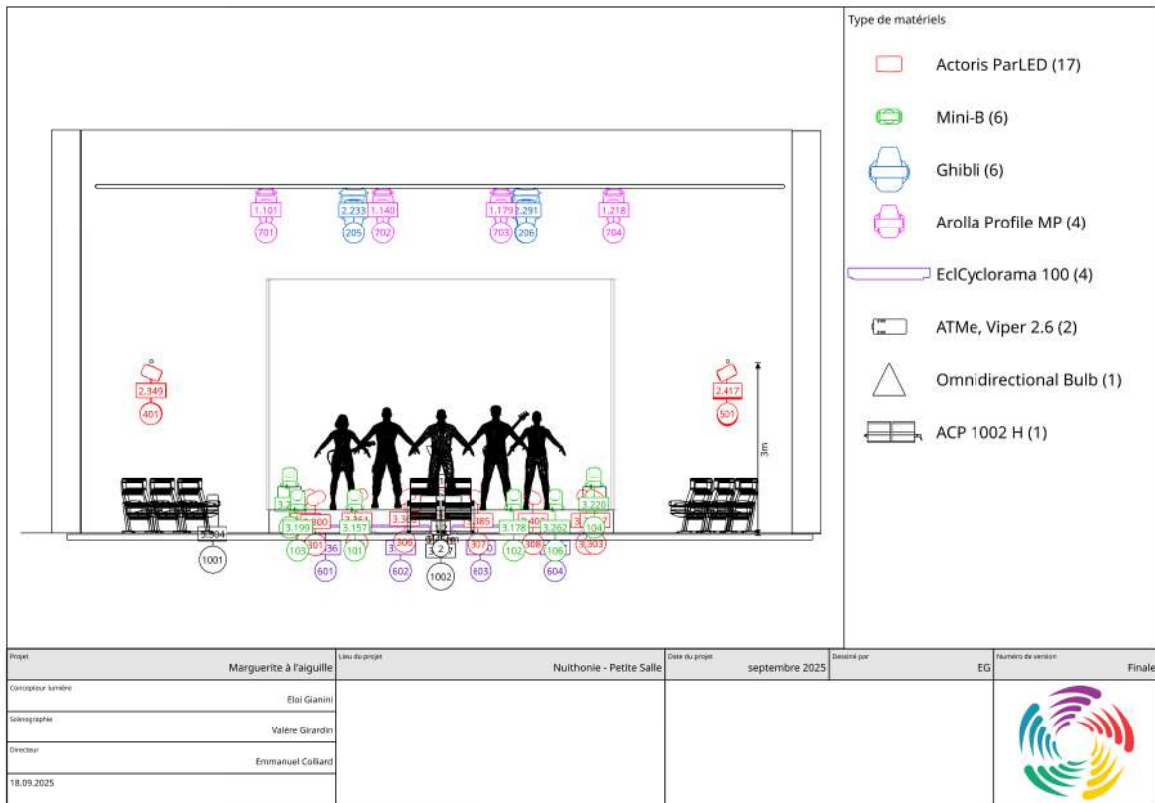 Type de matériels
Actoris ParLED (17)
Mini-B (6)
Ghibli (6)
Arolla Profile MP (4)
EclCyclorama 100 (4)
ATMe, Viper 2.6 (2)
Omnidirectional Bulb (1)
ACP 1002 H (1)
1.101 2.233 1.140 1.179 2.291 1.218
701 205 702 703 206 704
2.349 2.417
401 501
3m
3.220
3.199 3.157 3.178 3.262 104
103 301 101 306 307 102 308 106 303
1001 601 602 2 603 604
1002
Projet
Marguerite à l'aiguille
Lieu du projet
Nuithonie - Petite Salle
Date du projet
septembre 2025
Dessiné par
EG
Numéro de version
Finale
Concepteur lumière
Eloi Gianini
Scénographie
Valère Girardin
Directeur
Emmanuel Colliard
18.09.2025